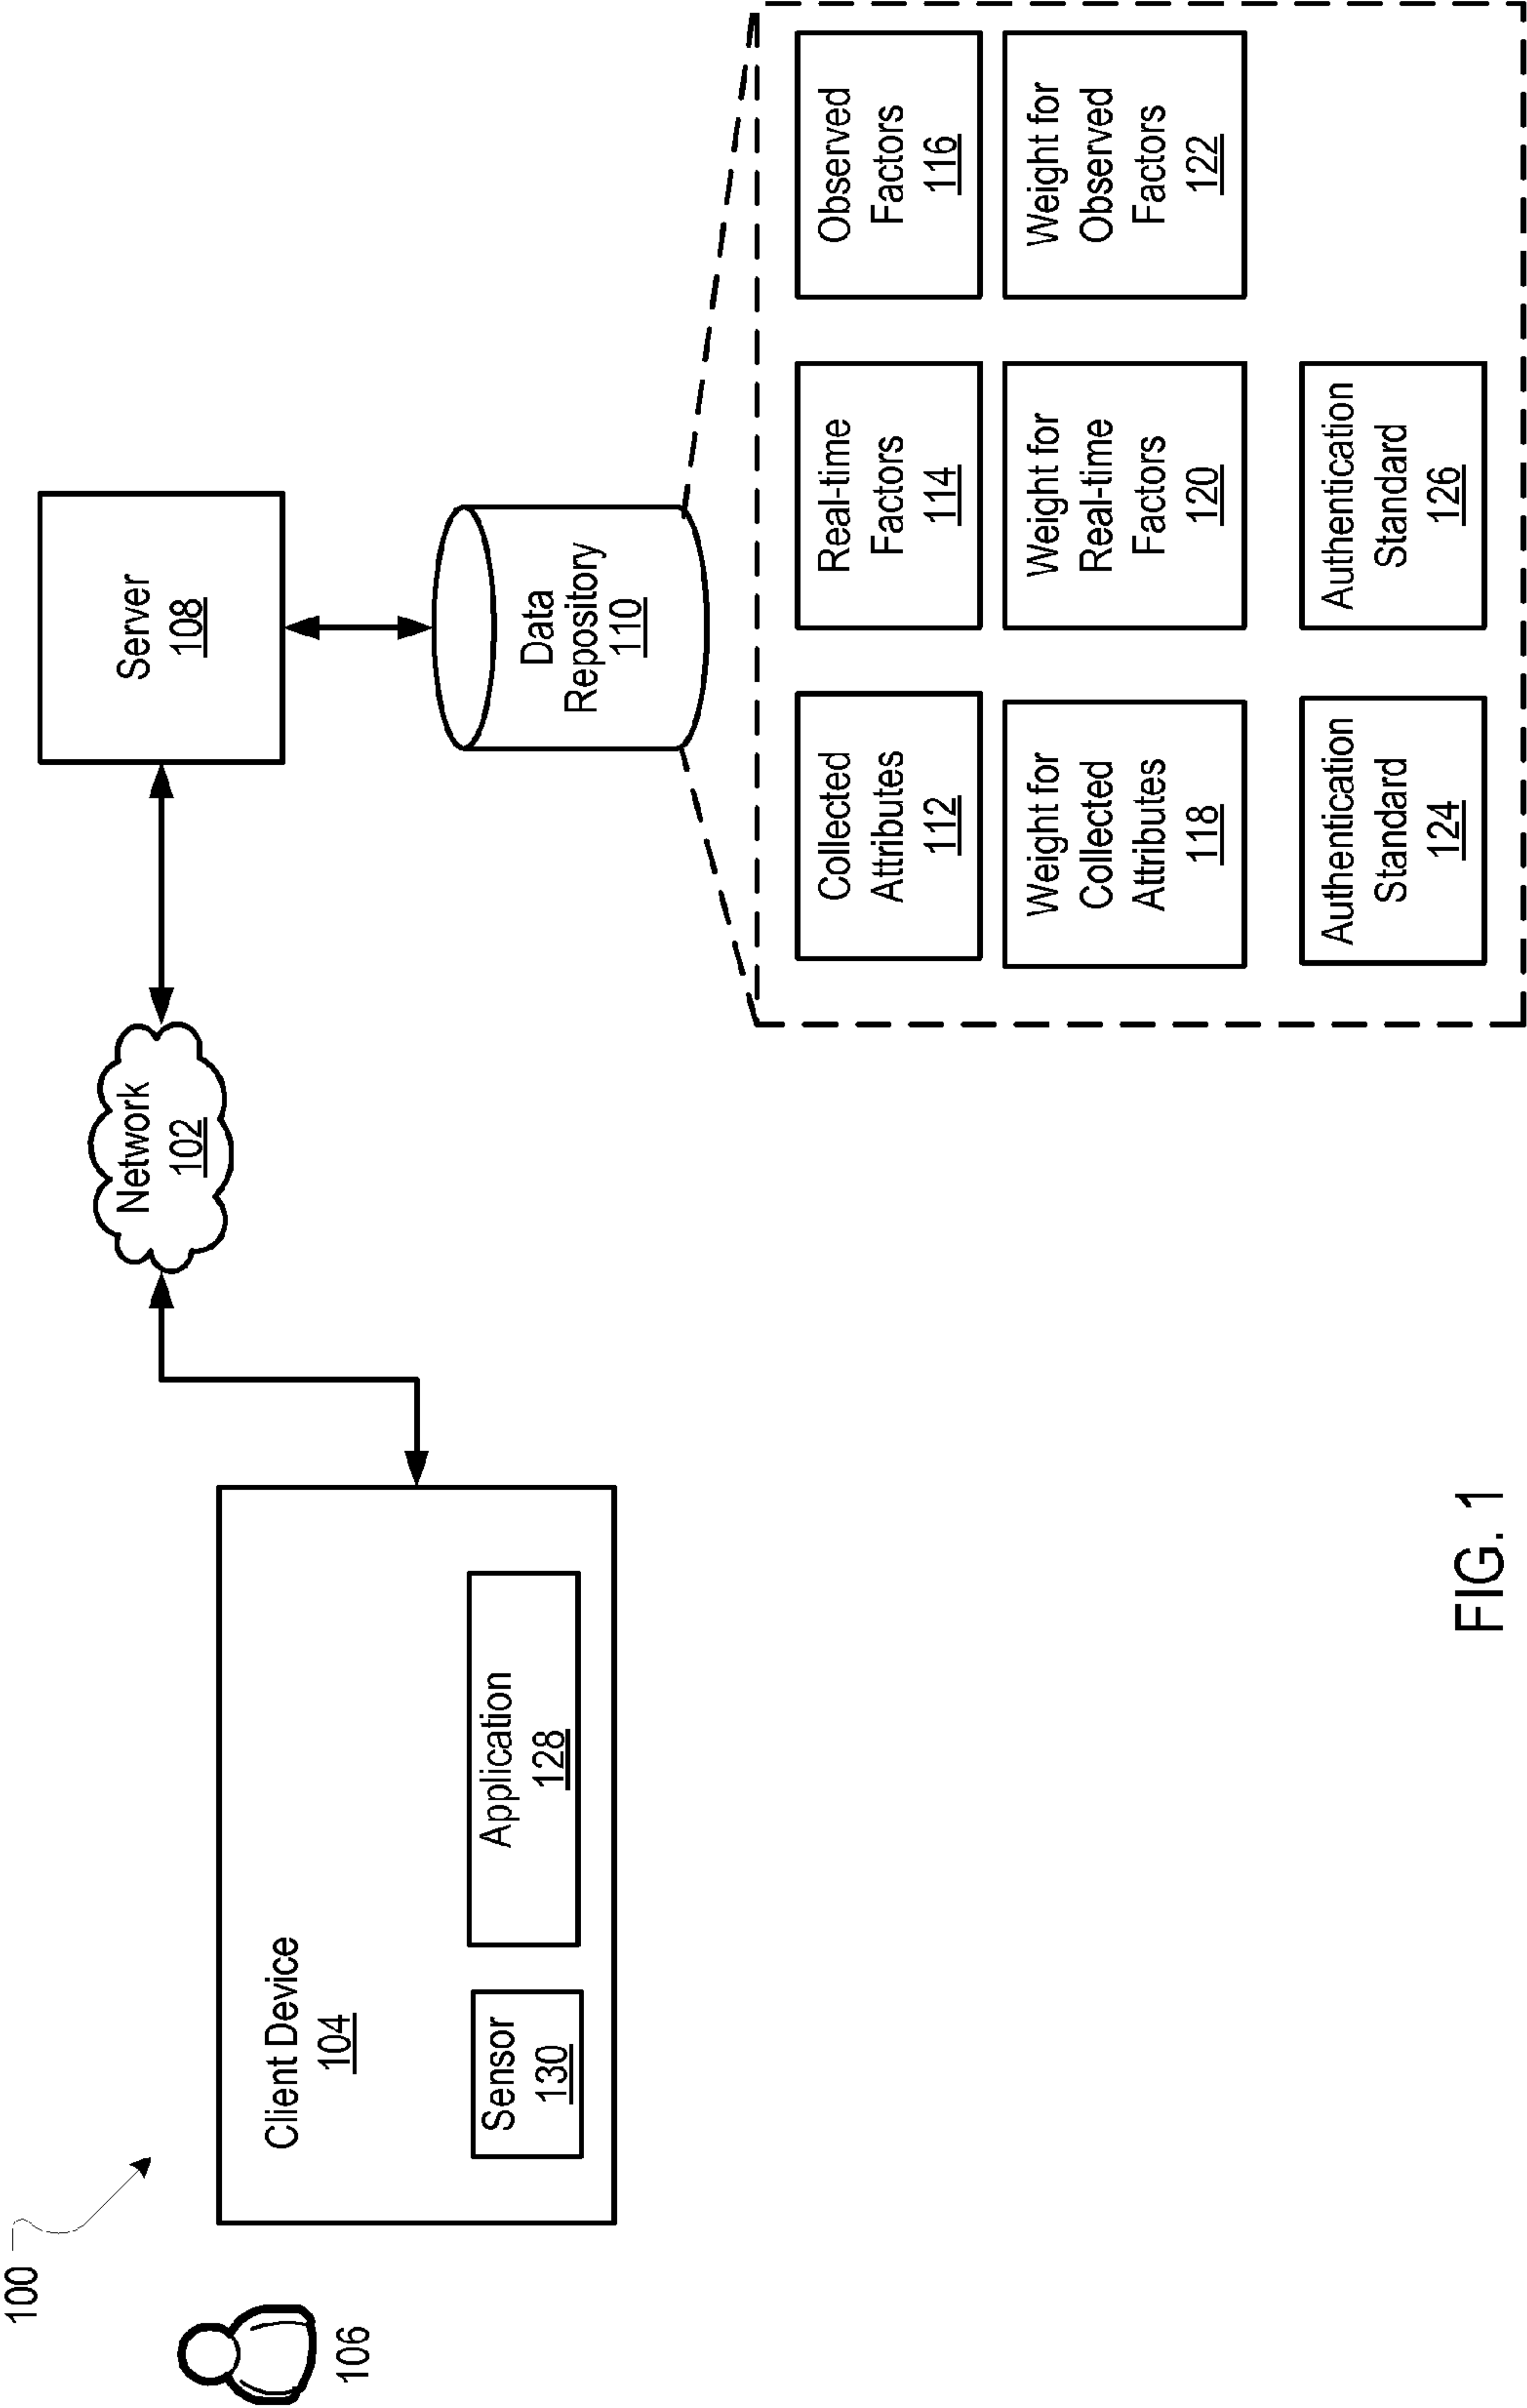 100
106
Client Device
104
Sensor
130
Application
128
Network
102
Server
108
Data
Repository
110
Collected
Attributes
112
Real-time
Factors
114
Observed
Factors
116
Weight for
Collected
Attributes
118
Weight for
Real-time
Factors
120
Weight for
Observed
Factors
122
Authentication
Standard
124
Authentication
Standard
126
FIG. 1